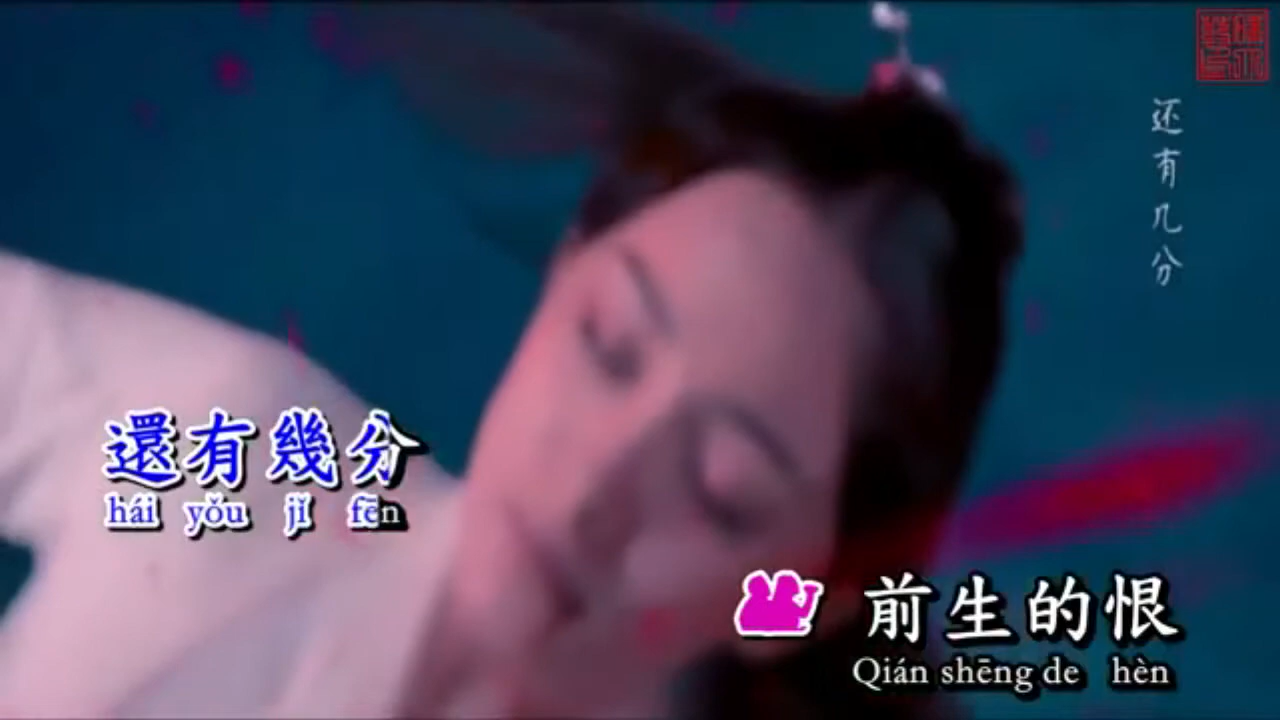 还有几分
還有幾分
hái yǒu jǐ fēn
前生的恨
Qián shēng de hèn